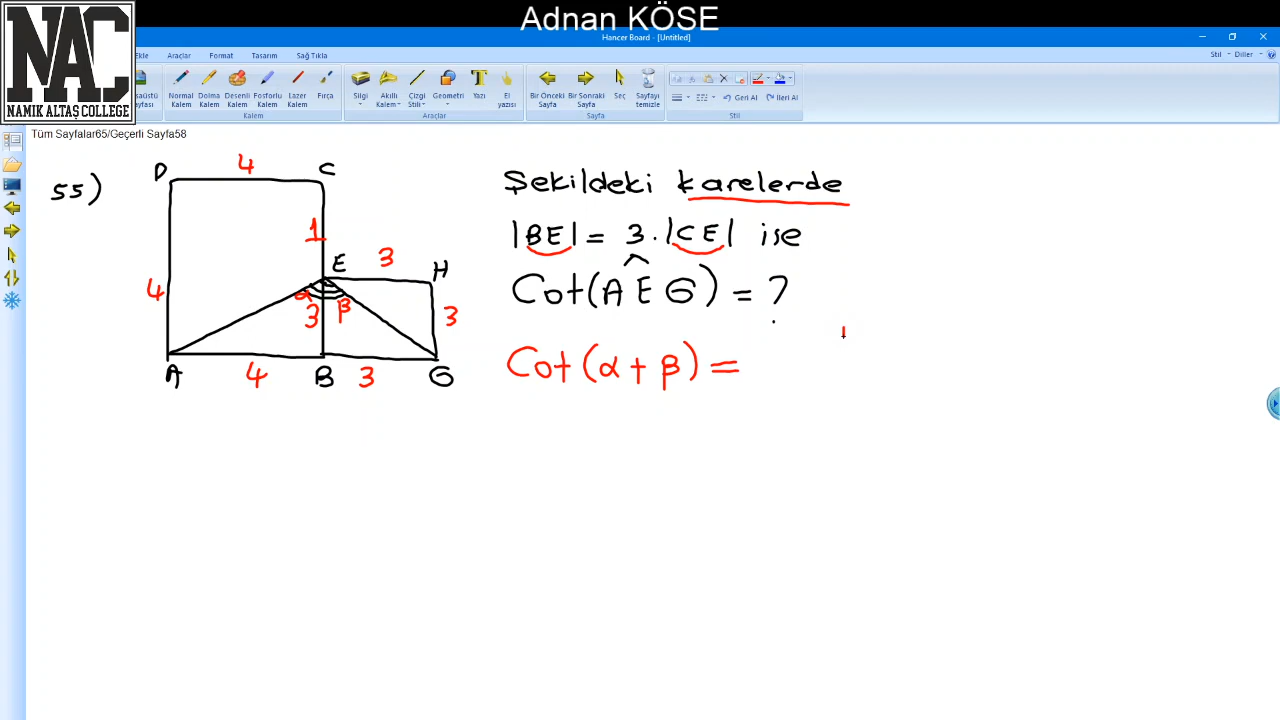 Adnan KÖSE
Hancer Board - [Untitled]
NAC
NAMIK ALTAŞ COLLEGE
Ekle Araçlar Format Tasarım Sağ Tıkla
Stil Diller
Normal Kalem Dolma Kalem Desenli Kalem Fosforlu Kalem Lazer Kalem Fırça
Silgi Akıllı Kalem Çizgi Stili Geometri Yazı El yazısı
Bir Önceki Sayfa Bir Sonraki Sayfa Seç Sayfayı temizle
Geri Al İleri Al
Kalem Araçlar Sayfa Stil
Tüm Sayfalar65/Geçerli Sayfa58
55)
D 4 C
1
E 3 H
4 α 3 β 3
A 4 B 3 G
Şekildeki karelerde
|BE| = 3.|CE| ise
Cot(AÊG) = ?
Cot(α + β) =